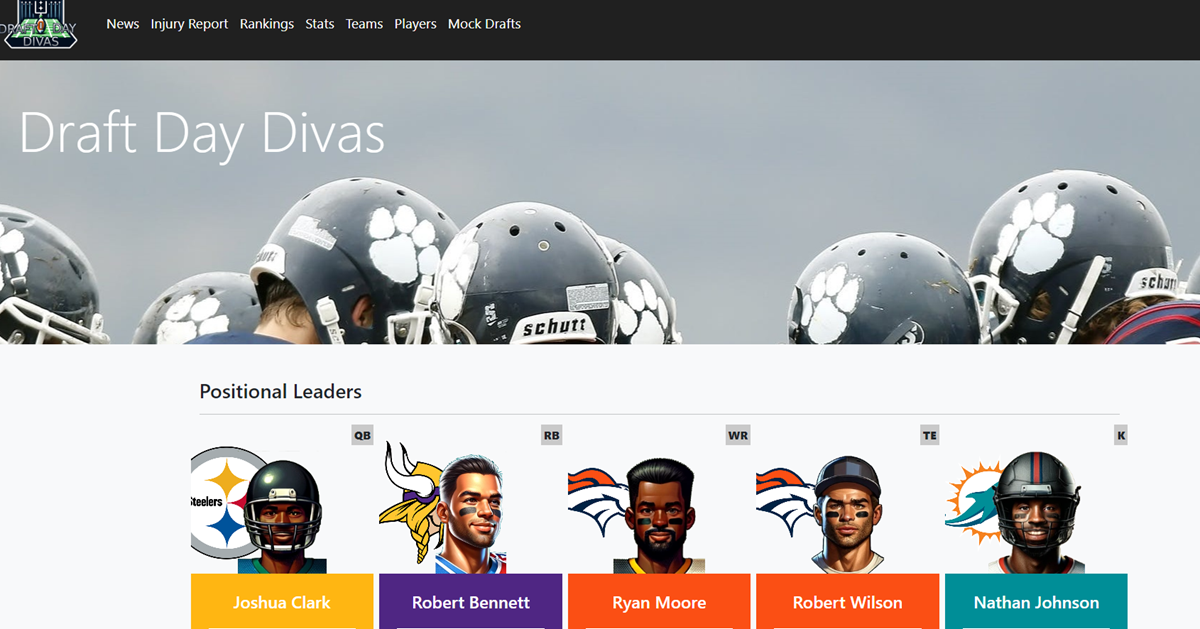 DRAFT DAY
DIVAS
News Injury Report Rankings Stats Teams Players Mock Drafts
Draft Day Divas
schutt
schutt
Positional Leaders
QB RB WR TE K
Steelers
Joshua Clark Robert Bennett Ryan Moore Robert Wilson Nathan Johnson